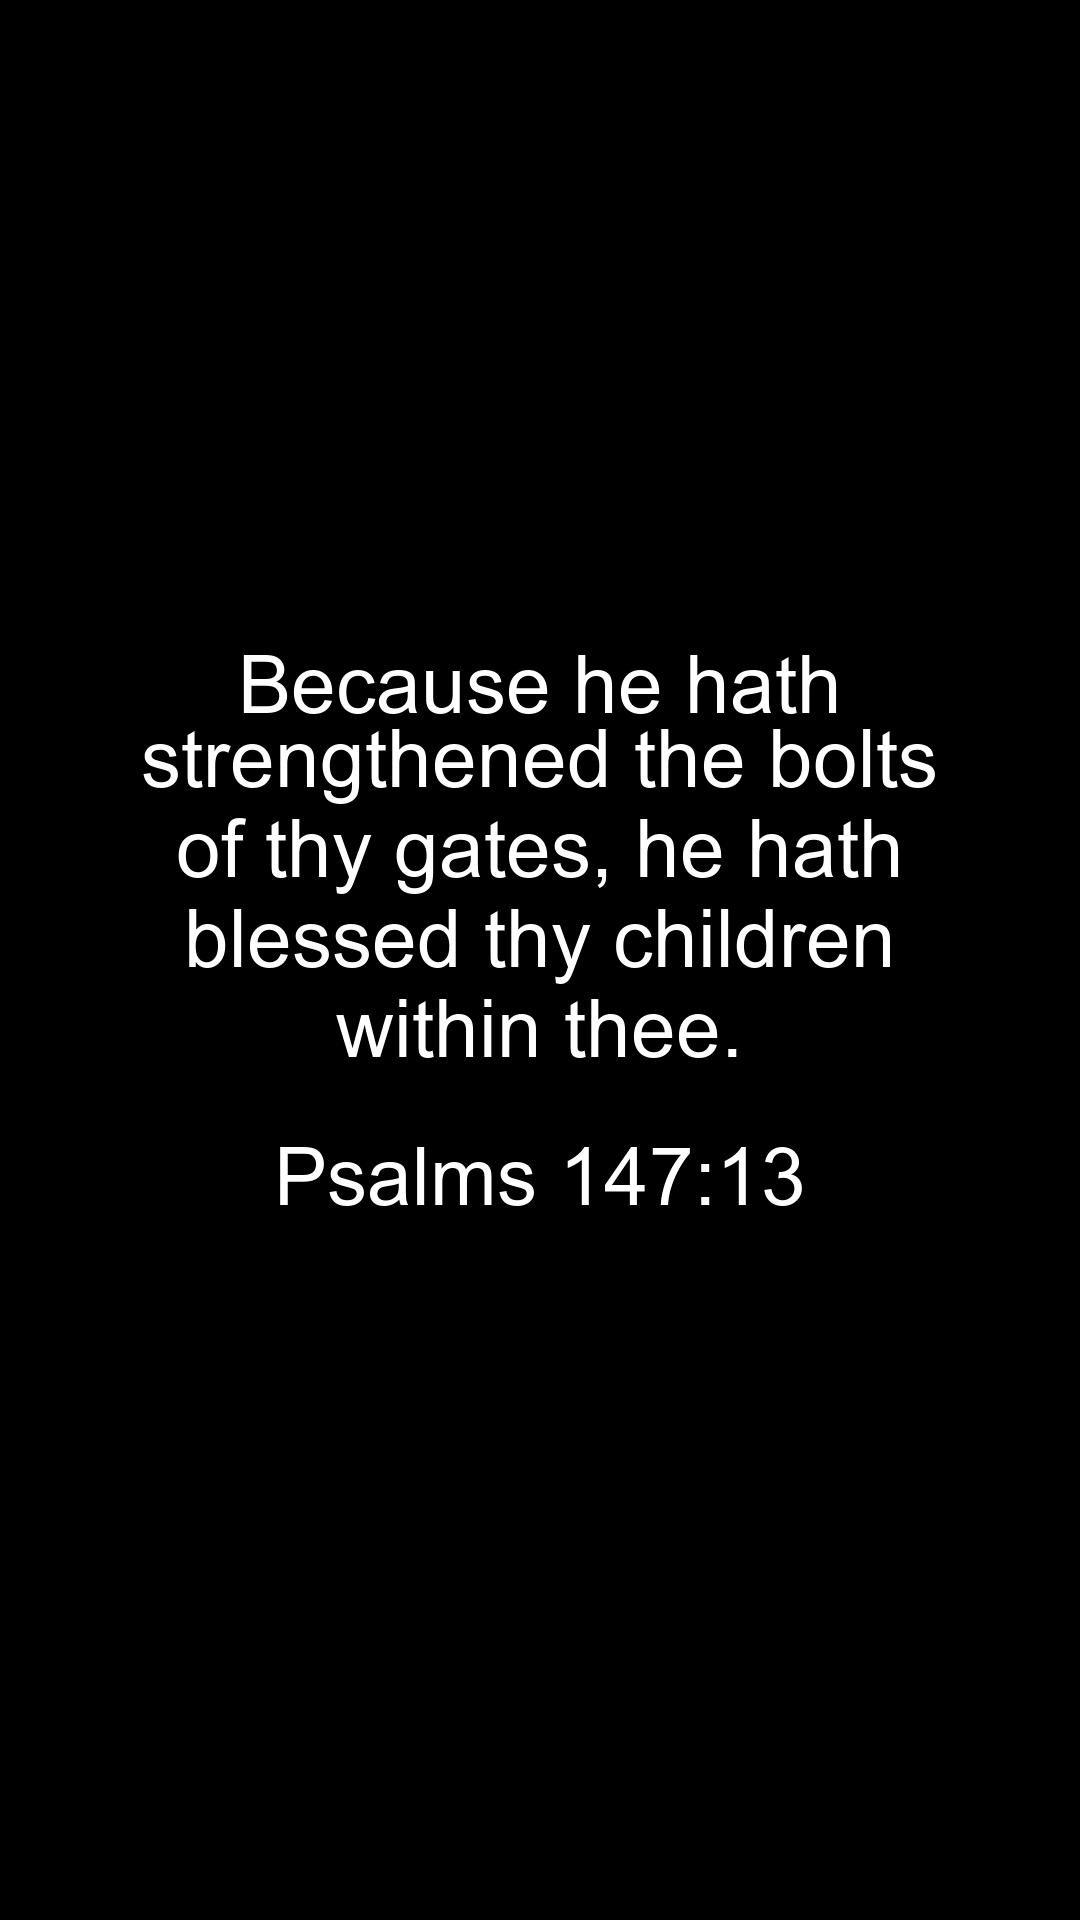 Because he hath
strengthened the bolts
of thy gates, he hath
blessed thy children
within thee.
Psalms 147:13